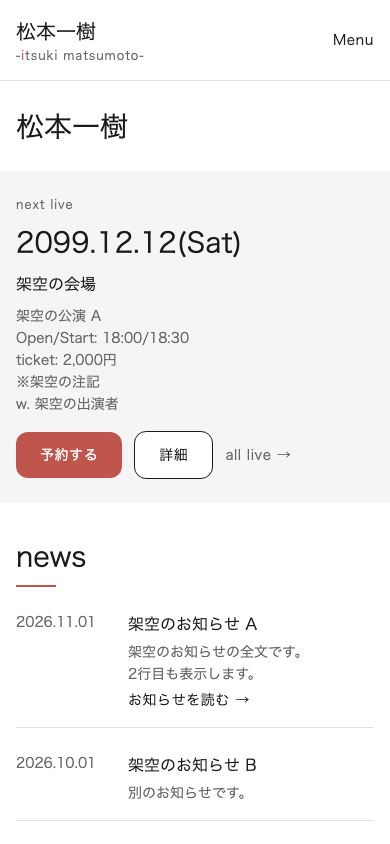 松本一樹
-itsuki matsumoto-
Menu
松本一樹
next live
2099.12.12(Sat)
架空の会場
架空の公演 A
Open/Start: 18:00/18:30
ticket: 2,000円
※架空の注記
w. 架空の出演者
予約する 詳細 all live →
news
2026.11.01 架空のお知らせ A
架空のお知らせの全文です。
2行目も表示します。
お知らせを読む →
2026.10.01 架空のお知らせ B
別のお知らせです。